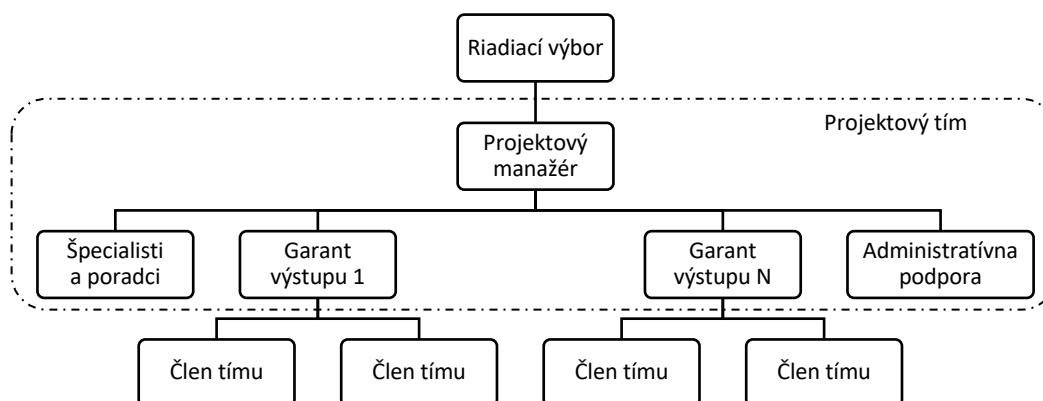 Riadiací výbor
Projektový tím
Projektový
manažér
Špecialisti
a poradci
Garant
výstupu 1
Garant
výstupu N
Administratívna
podpora
Člen tímu
Člen tímu
Člen tímu
Člen tímu